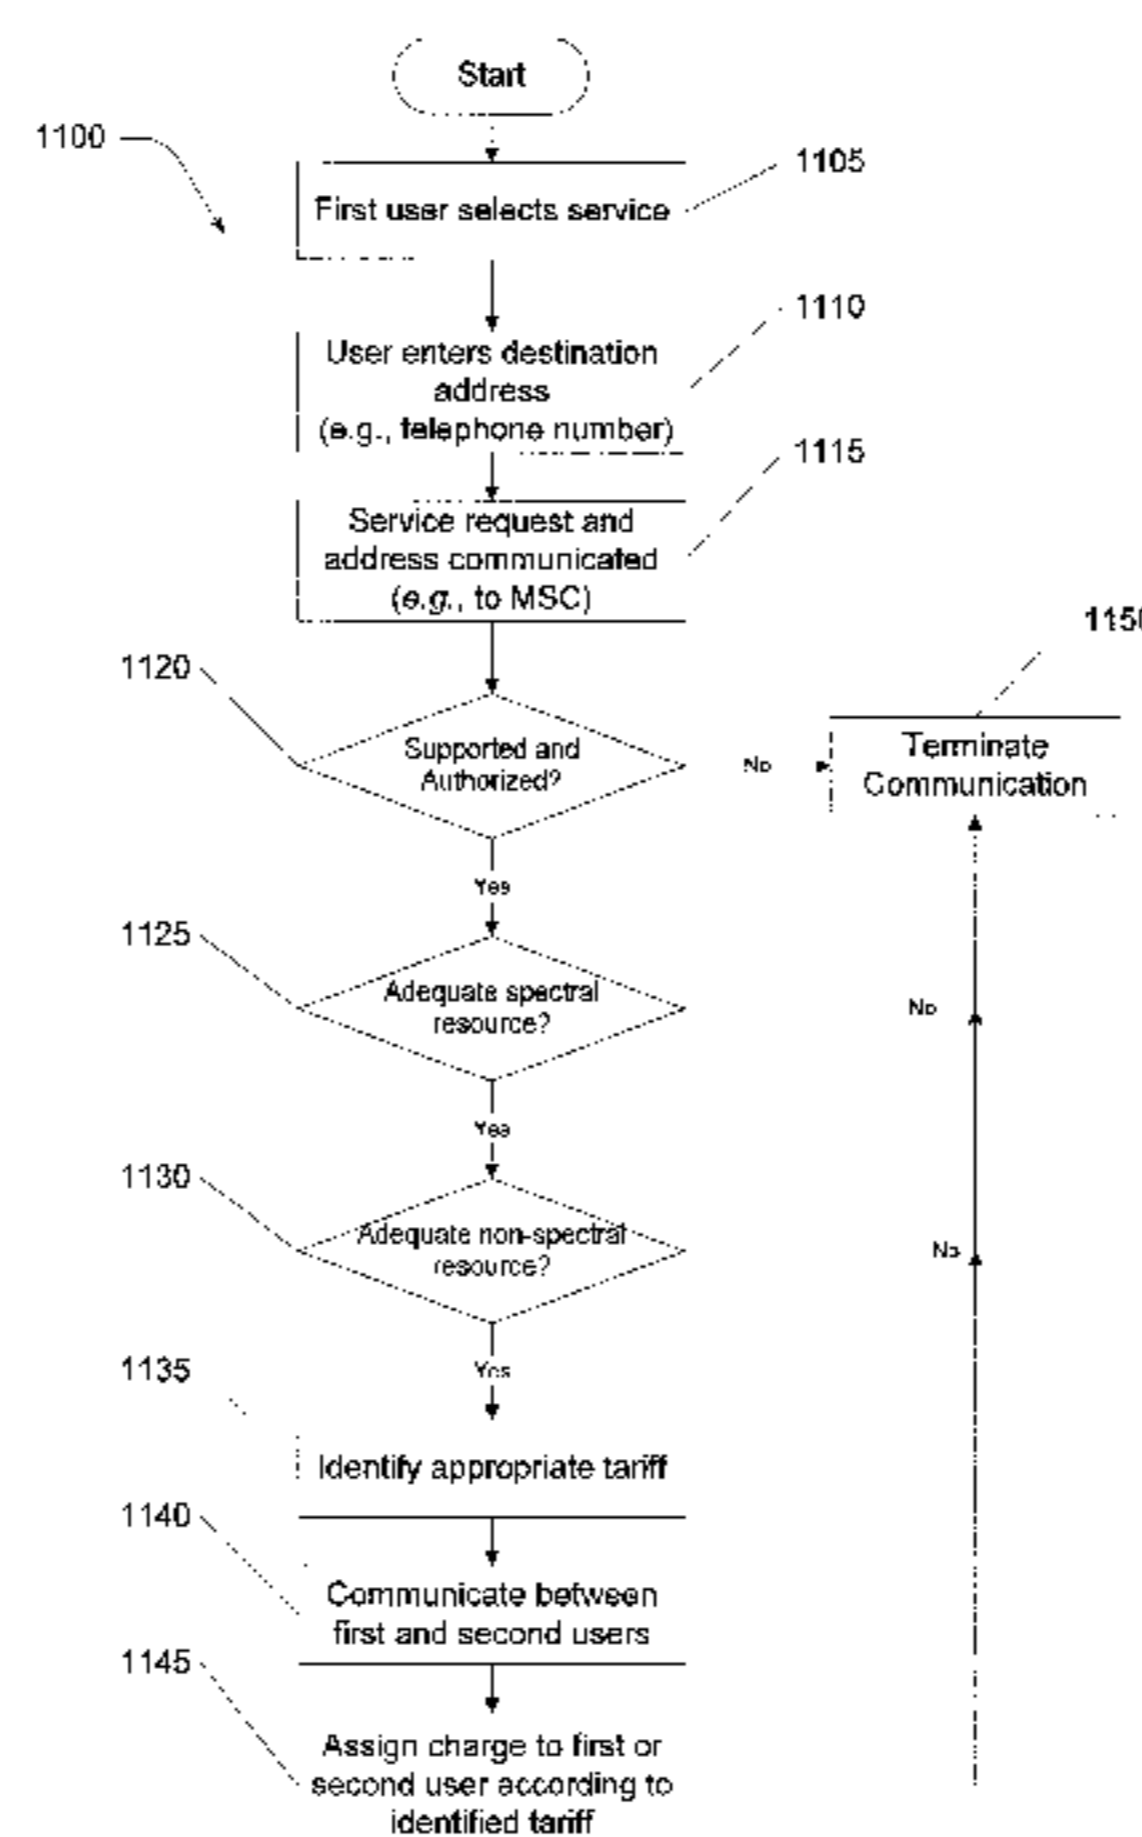 Start
1100
1105
First user selects service
1110
User enters destination
address
(e.g., telephone number)
1115
Service request and
address communicated
(e.g., to MSC)
1120
1150
Supported and
Authorized?
No
Terminate
Communication
Yes
1125
Adequate spectral
resource?
No
Yes
1130
Adequate non-spectral
resource?
No
Yes
1135
Identify appropriate tariff
1140
Communicate between
first and second users
1145
Assign charge to first or
second user according to
identified tariff